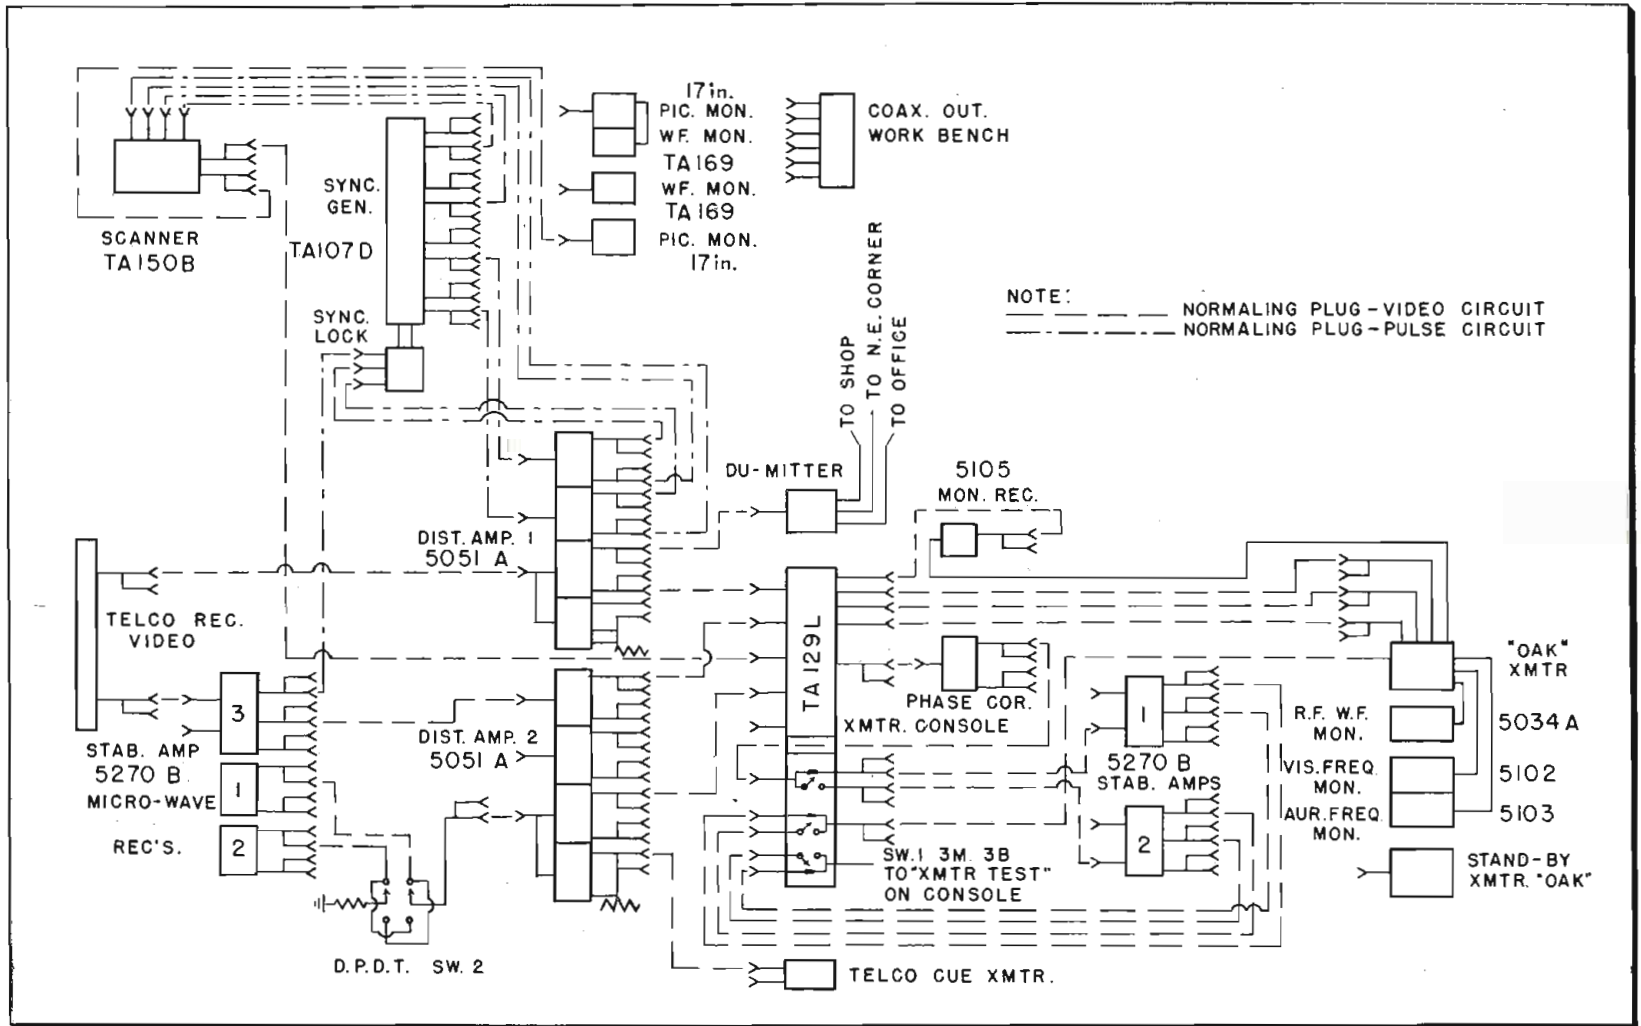 17in.
PIC. MON.
WF. MON.
TA169
WF. MON.
TA169
PIC. MON.
17in.
COAX. OUT.
WORK BENCH
SCANNER
TA150B
SYNC.
GEN.
TA107D
SYNC.
LOCK
NOTE:
NORMALING PLUG-VIDEO CIRCUIT
NORMALING PLUG-PULSE CIRCUIT
TO SHOP
TO N.E. CORNER
TO OFFICE
DU-MITTER
5105
MON. REC.
DIST. AMP. 1
5051 A
TELCO REC.
VIDEO
TA 129L
PHASE COR.
XMTR. CONSOLE
"OAK"
XMTR
R.F. W.F.
MON.
5034A
VIS. FREQ.
MON.
5102
AUR. FREQ.
MON.
5103
STAND-BY
XMTR. "OAK"
3
STAB. AMP
5270 B
1
MICRO-WAVE
REC'S.
2
DIST. AMP. 2
5051 A
1
5270 B
STAB. AMPS
2
SW.1 3M 3B
TO "XMTR TEST"
ON CONSOLE
D.P.D.T. SW. 2
TELCO CUE XMTR.